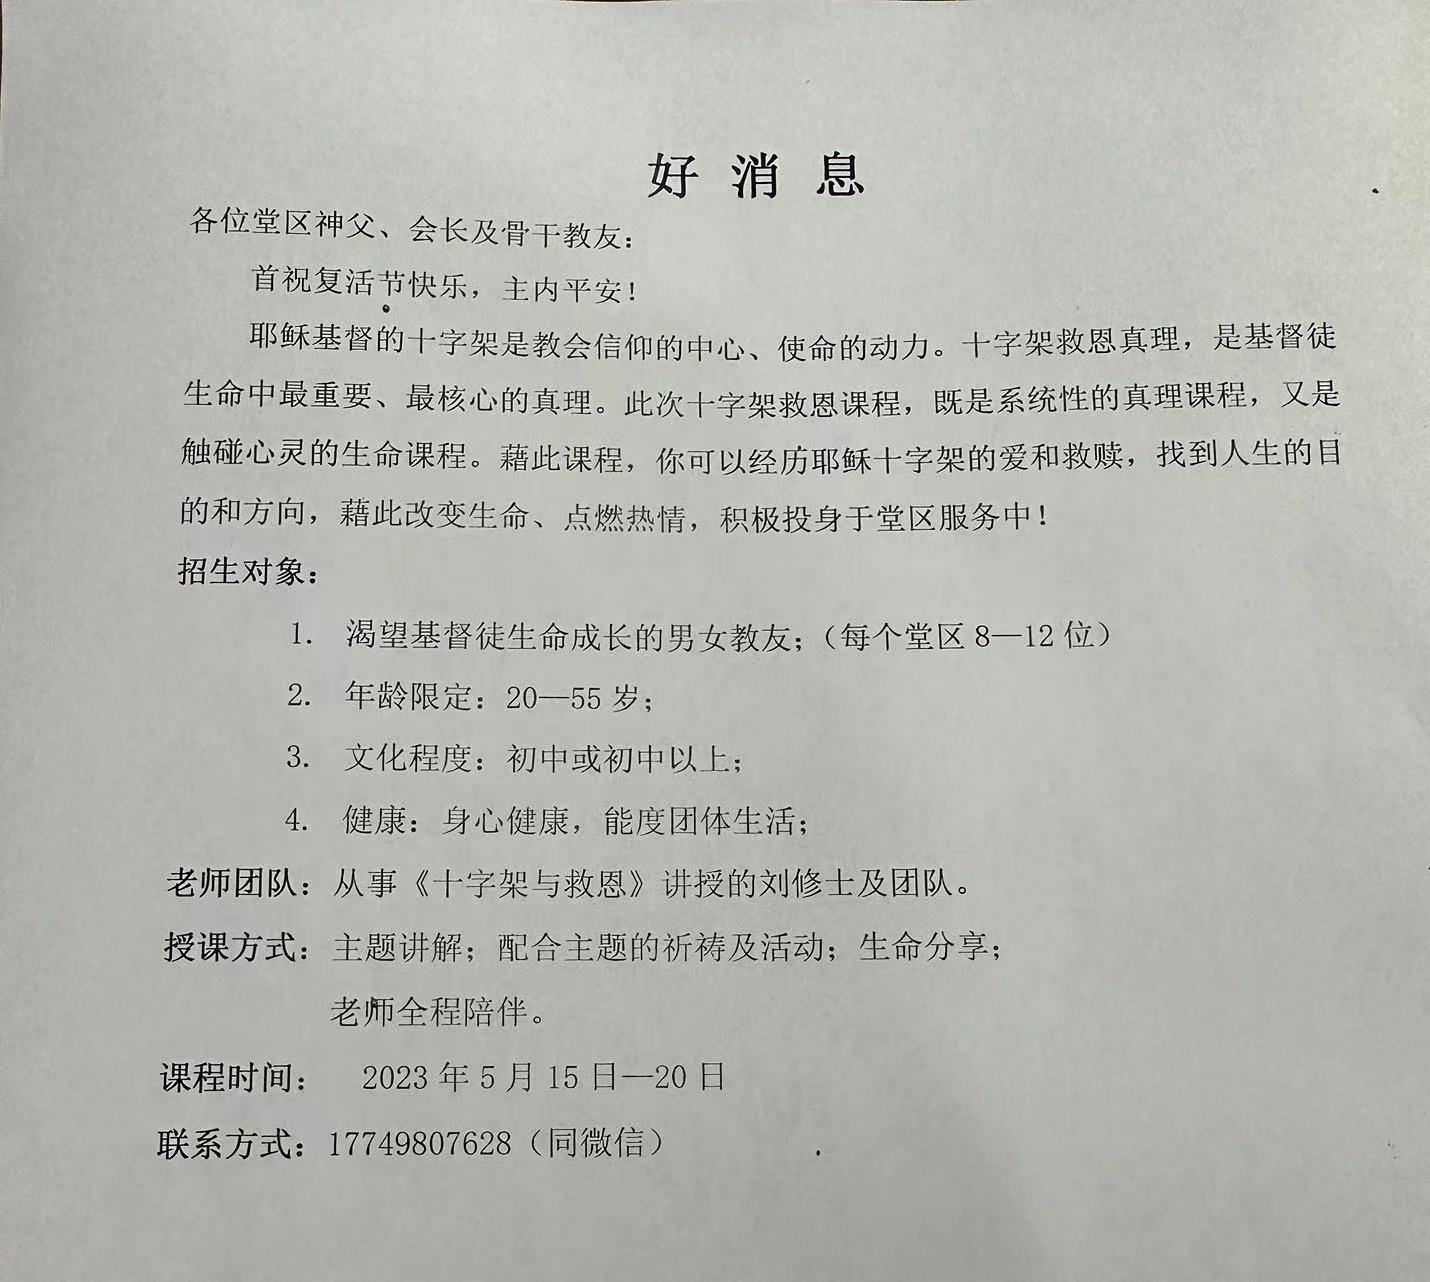 好 消 息
各位堂区神父、会长及骨干教友：
首祝复活节快乐，主内平安！
耶稣基督的十字架是教会信仰的中心、使命的动力。十字架救恩真理，是基督徒
生命中最重要、最核心的真理。此次十字架救恩课程，既是系统性的真理课程，又是
触碰心灵的生命课程。藉此课程，你可以经历耶稣十字架的爱和救赎，找到人生的目
的和方向，藉此改变生命、点燃热情，积极投身于堂区服务中！
招生对象：
1. 渴望基督徒生命成长的男女教友；（每个堂区 8—12 位）
2. 年龄限定：20—55 岁；
3. 文化程度：初中或初中以上；
4. 健康：身心健康，能度团体生活；
老师团队：从事《十字架与救恩》讲授的刘修士及团队。
授课方式：主题讲解；配合主题的祈祷及活动；生命分享；
老师全程陪伴。
课程时间： 2023 年 5 月 15 日—20 日
联系方式：17749807628（同微信）